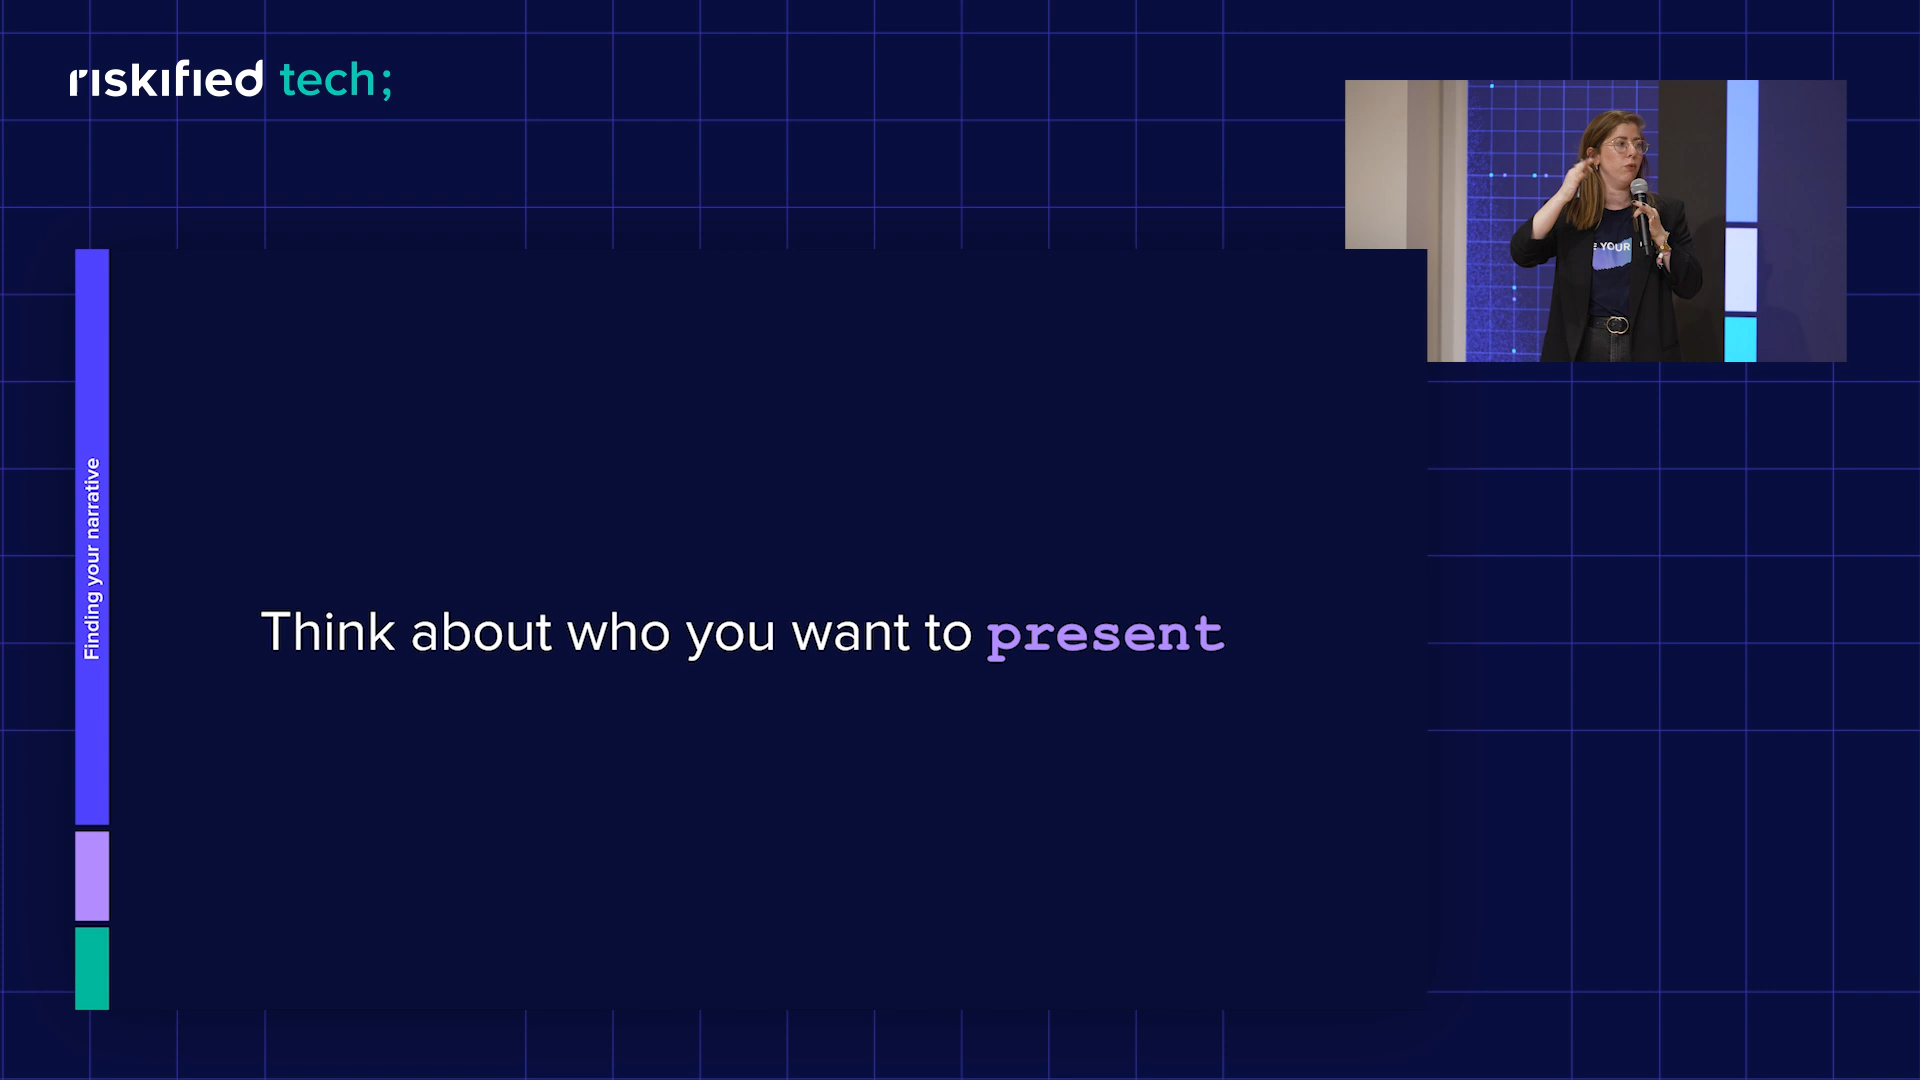 riskified tech;
YOUR
Finding your narrative
Think about who you want to present